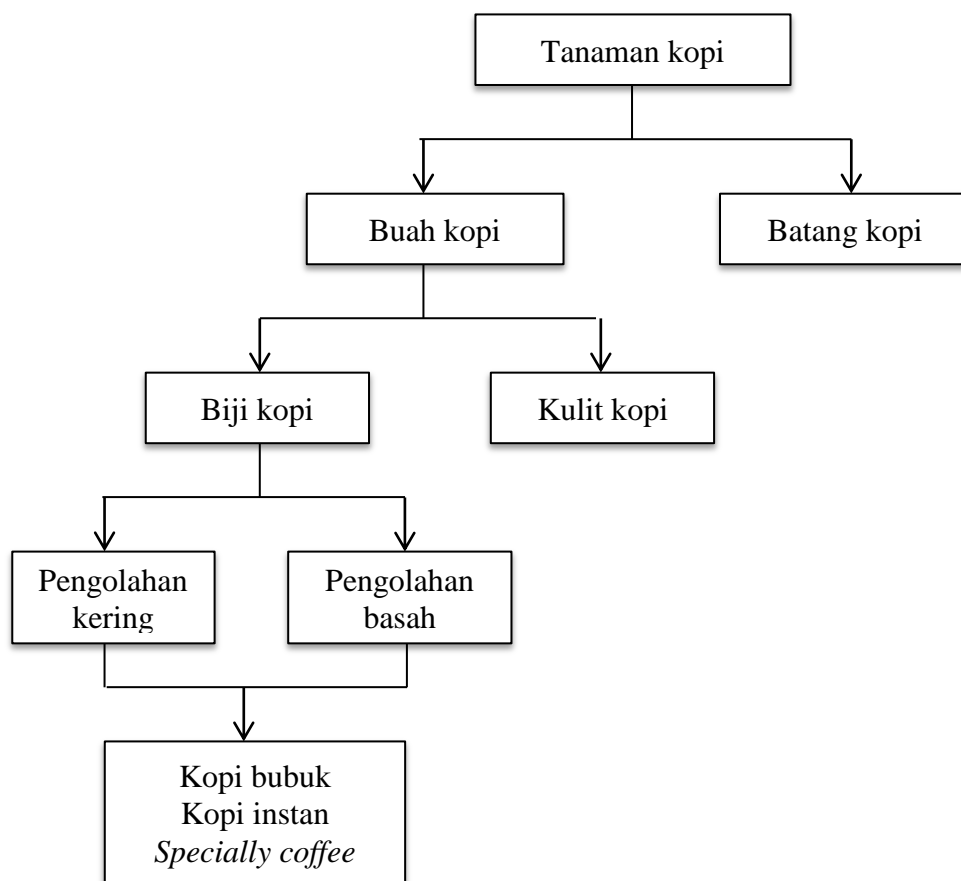 Tanaman kopi
Buah kopi
Batang kopi
Biji kopi
Kulit kopi
Pengolahan
kering
Pengolahan
basah
Kopi bubuk
Kopi instan
Specially coffee